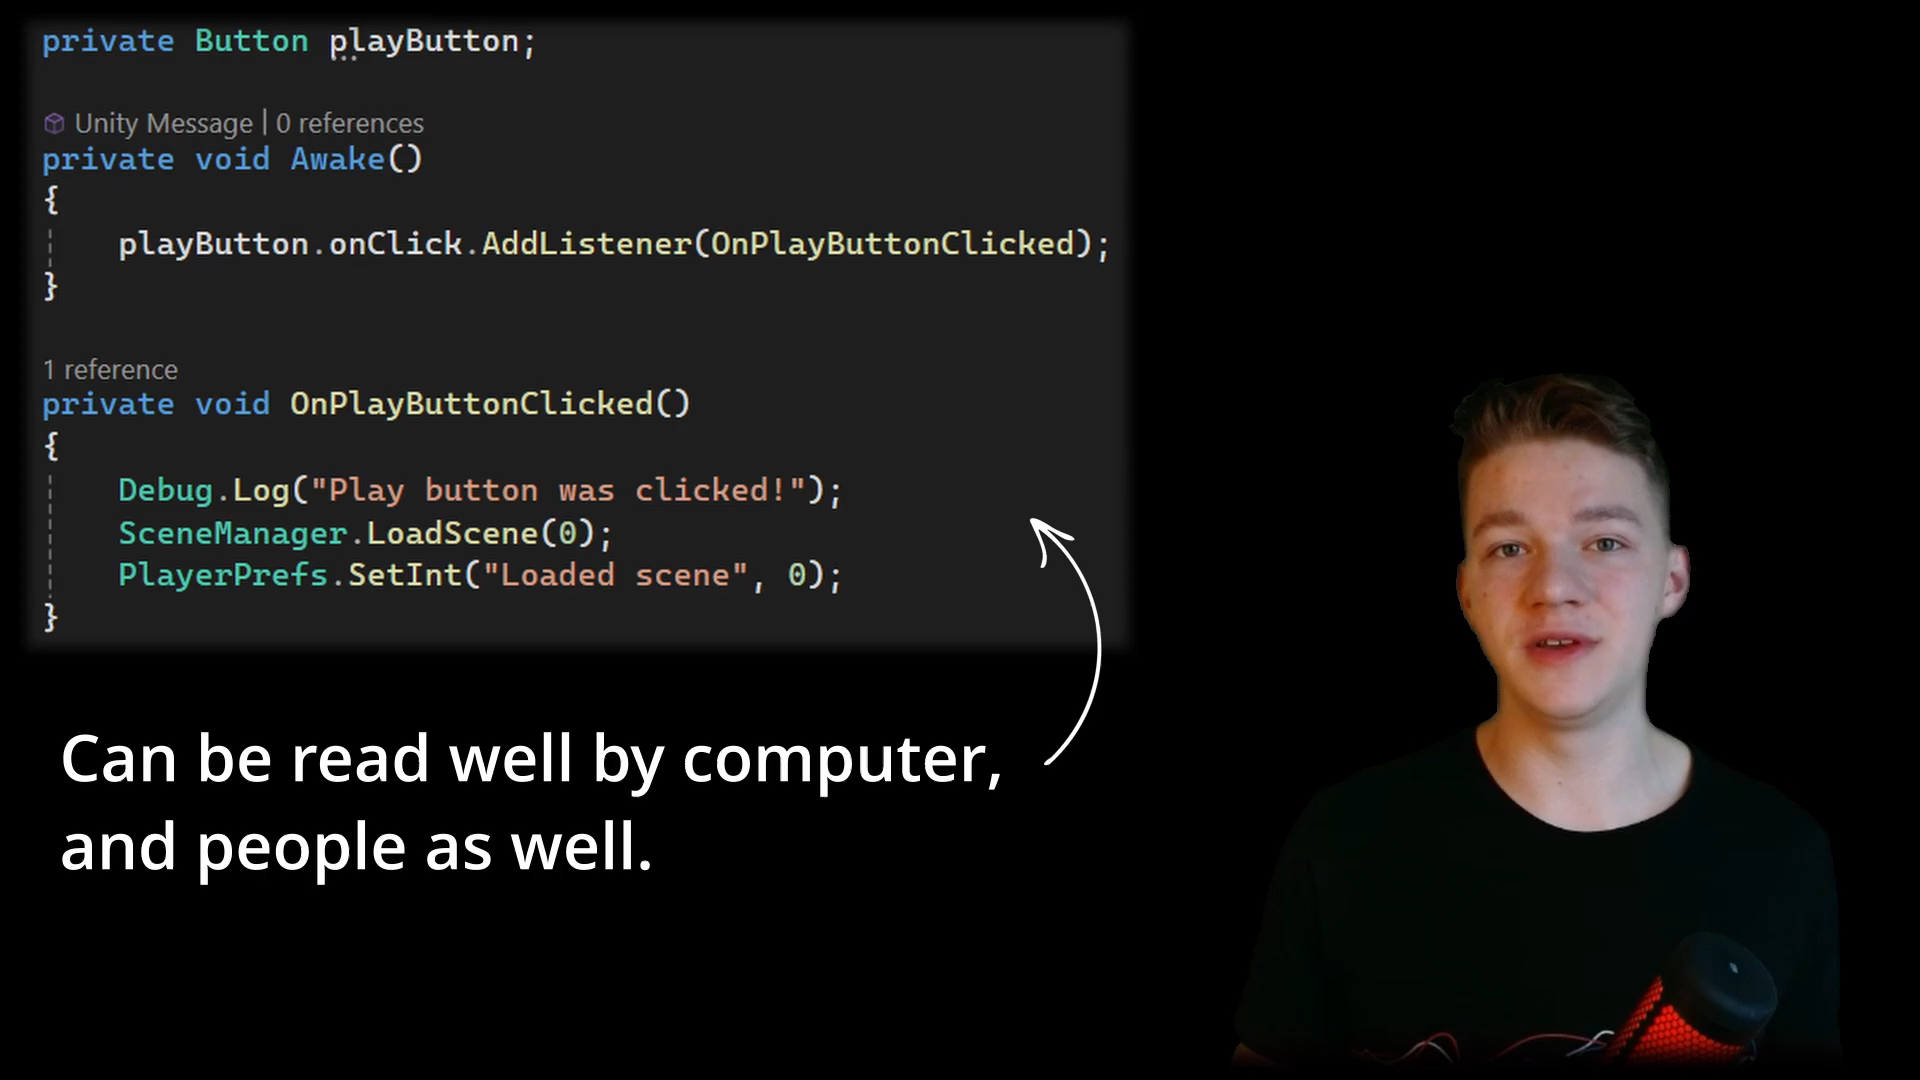 private Button playButton;
Unity Message | 0 references
private void Awake()
{
playButton.onClick.AddListener(OnPlayButtonClicked);
}
1 reference
private void OnPlayButtonClicked()
{
Debug.Log("Play button was clicked!");
SceneManager.LoadScene(0);
PlayerPrefs.SetInt("Loaded scene", 0);
}
Can be read well by computer,
and people as well.